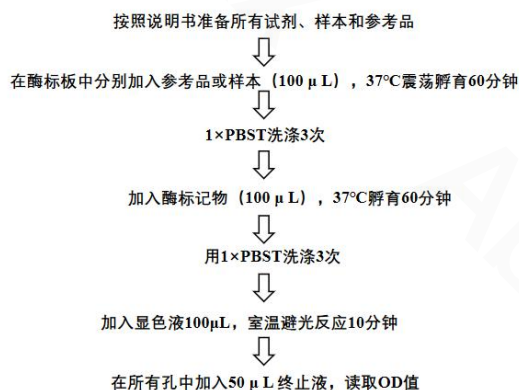 按照说明书准备所有试剂、样本和参考品
在酶标板中分别加入参考品或样本（100 μ L），37°C震荡孵育60分钟
1×PBST洗涤3次
加入酶标记物（100 μ L），37°C孵育60分钟
用1×PBST洗涤3次
加入显色液100μL，室温避光反应10分钟
在所有孔中加入50 μ L 终止液，读取OD值